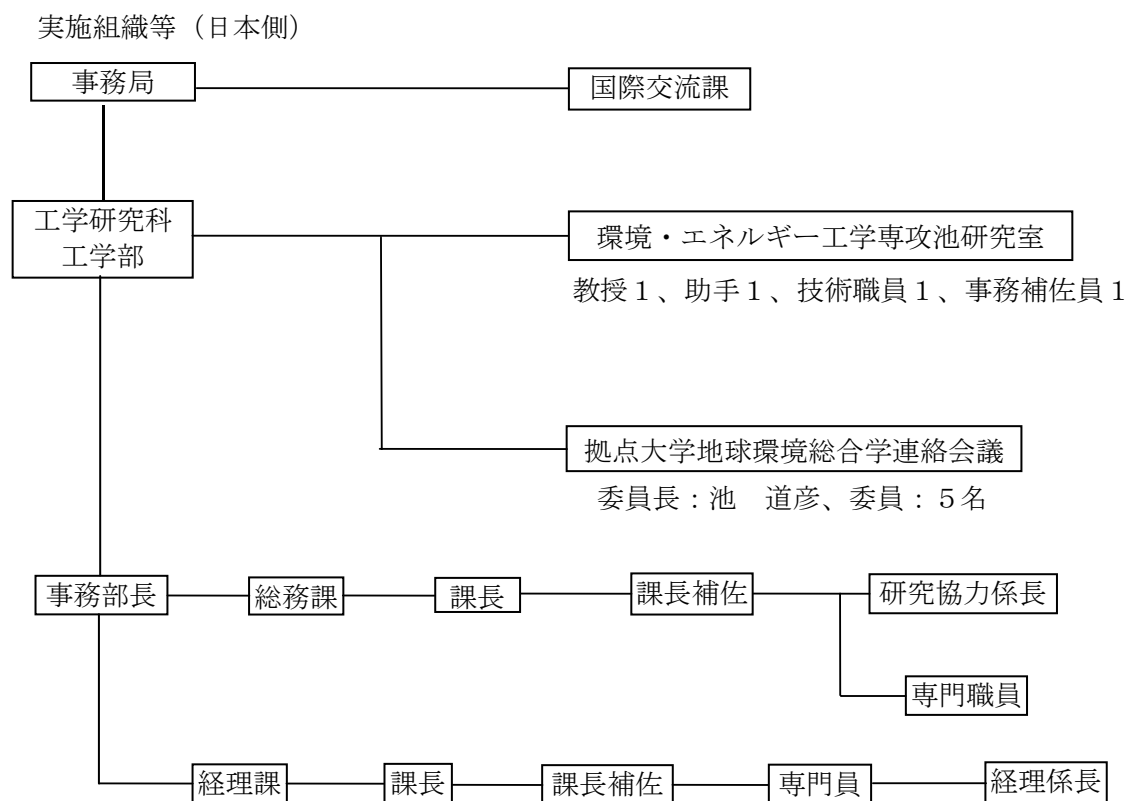 実施組織等（日本側）
事務局
国際交流課
工学研究科
工学部
環境・エネルギー工学専攻池研究室
教授１、助手１、技術職員１、事務補佐員１
拠点大学地球環境総合学連絡会議
委員長：池　道彦、委員：５名
事務部長
総務課
課長
課長補佐
研究協力係長
専門職員
経理課
課長
課長補佐
専門員
経理係長